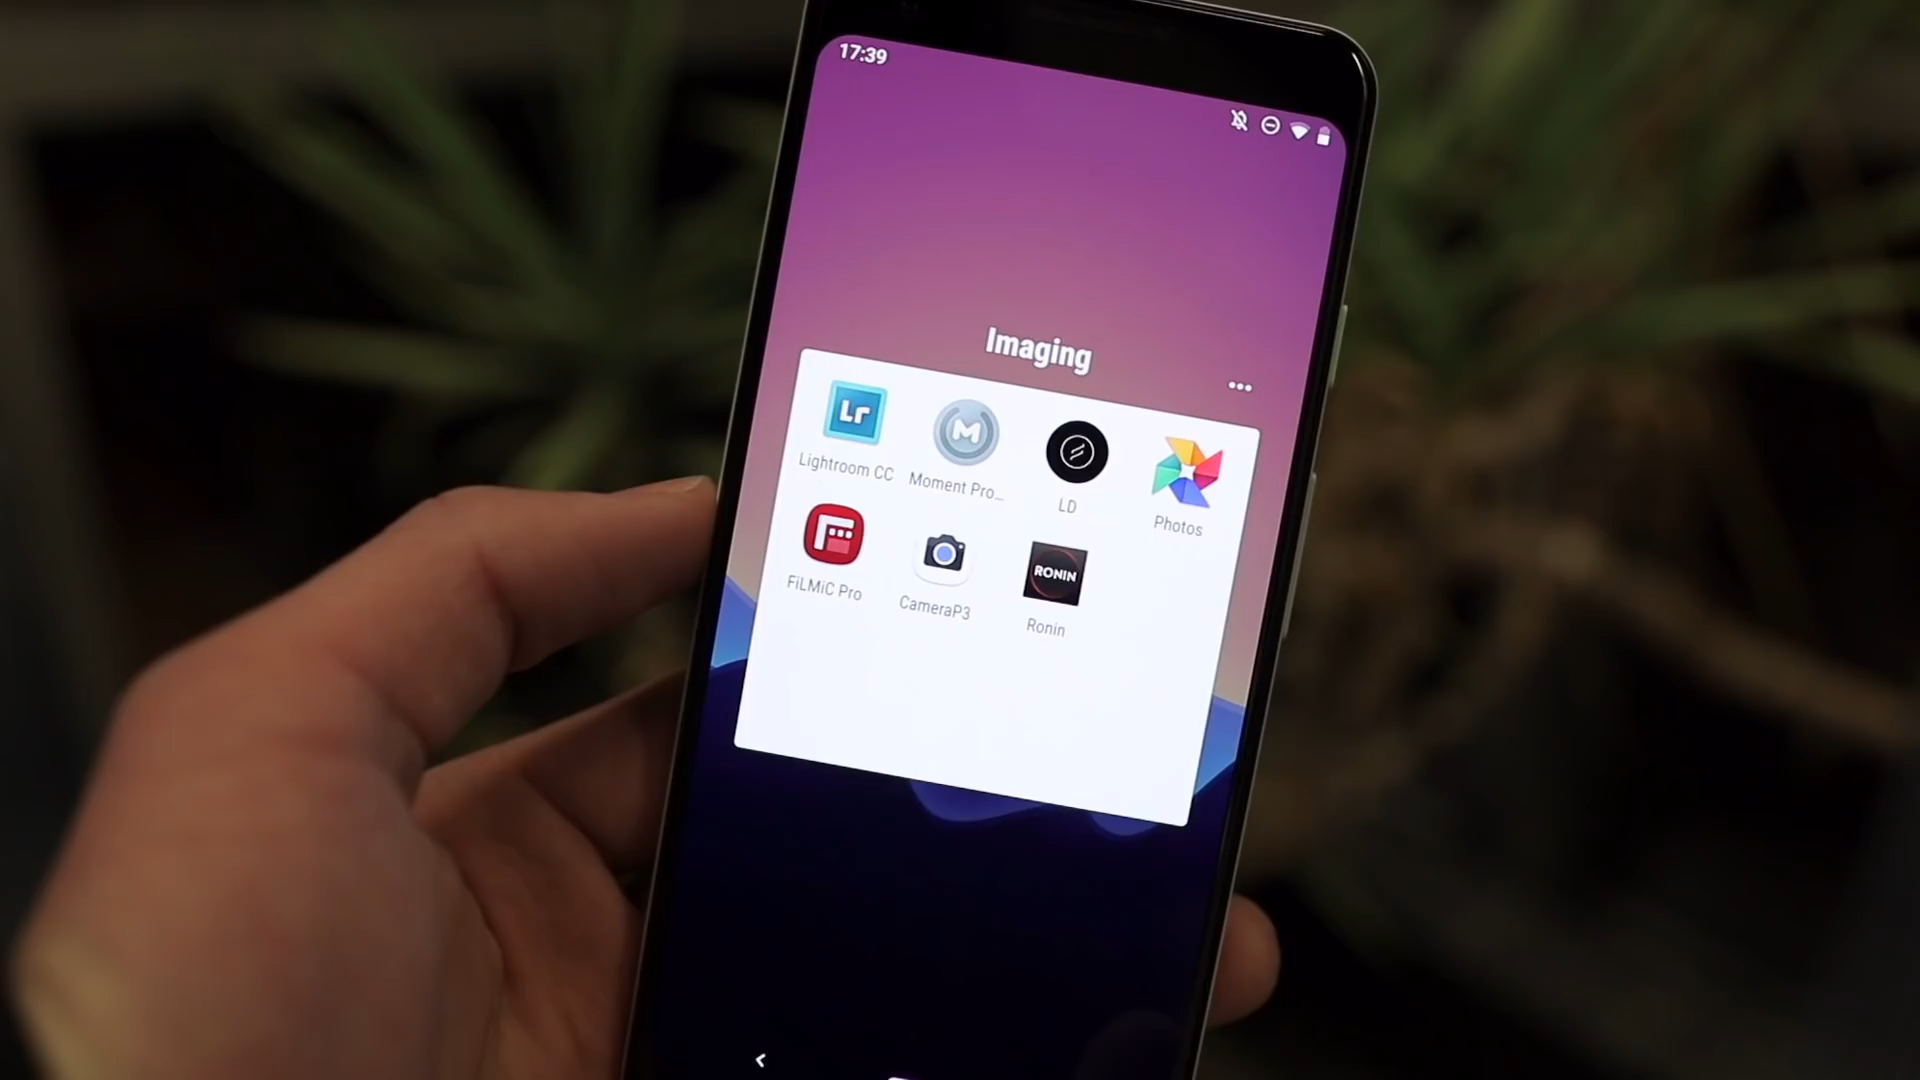 17:39
Imaging
Lr
M
Lightroom CC
Moment Pro...
LD
Photos
FiLMiC Pro
CameraP3
RONIN
Ronin